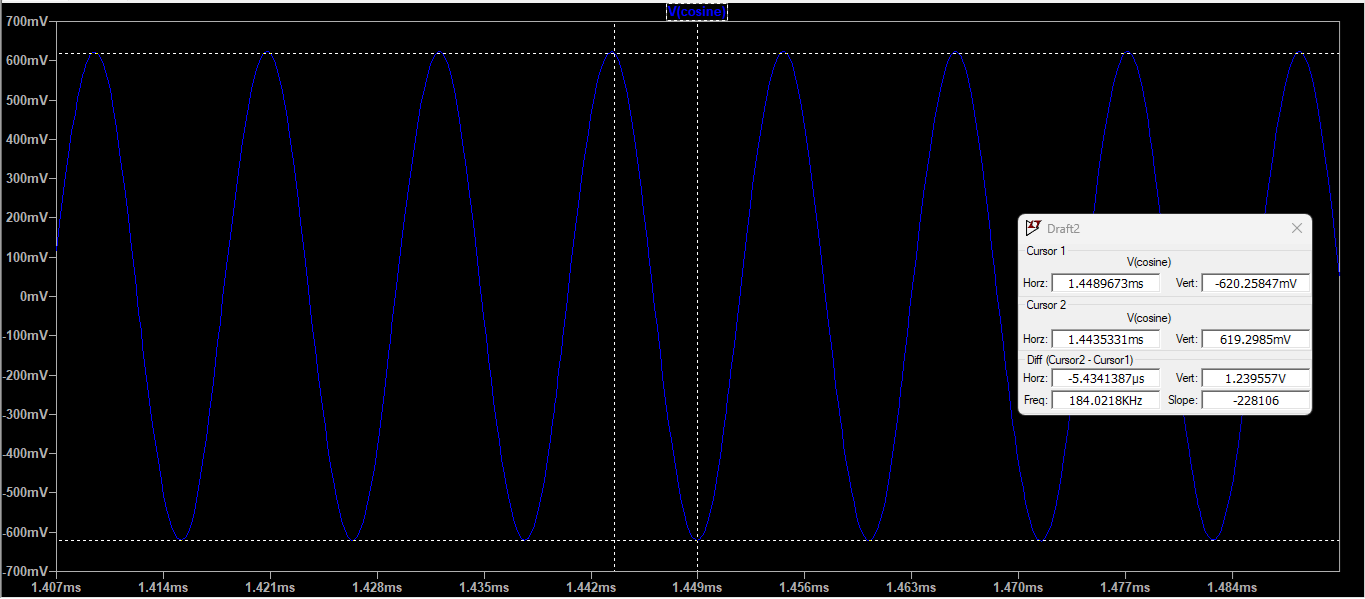 V(cosine)
700mV
600mV
500mV
400mV
300mV
200mV
100mV
0mV
-100mV
-200mV
-300mV
-400mV
-500mV
-600mV
-700mV
1.407ms 1.414ms 1.421ms 1.428ms 1.435ms 1.442ms 1.449ms 1.456ms 1.463ms 1.470ms 1.477ms 1.484ms
Draft2
Cursor 1
V(cosine)
Horz: 1.4489673ms Vert: -620.25847mV
Cursor 2
V(cosine)
Horz: 1.4435331ms Vert: 619.2985mV
Diff (Cursor2 - Cursor1)
Horz: -5.4341387µs Vert: 1.239557V
Freq: 184.0218KHz Slope: -228106